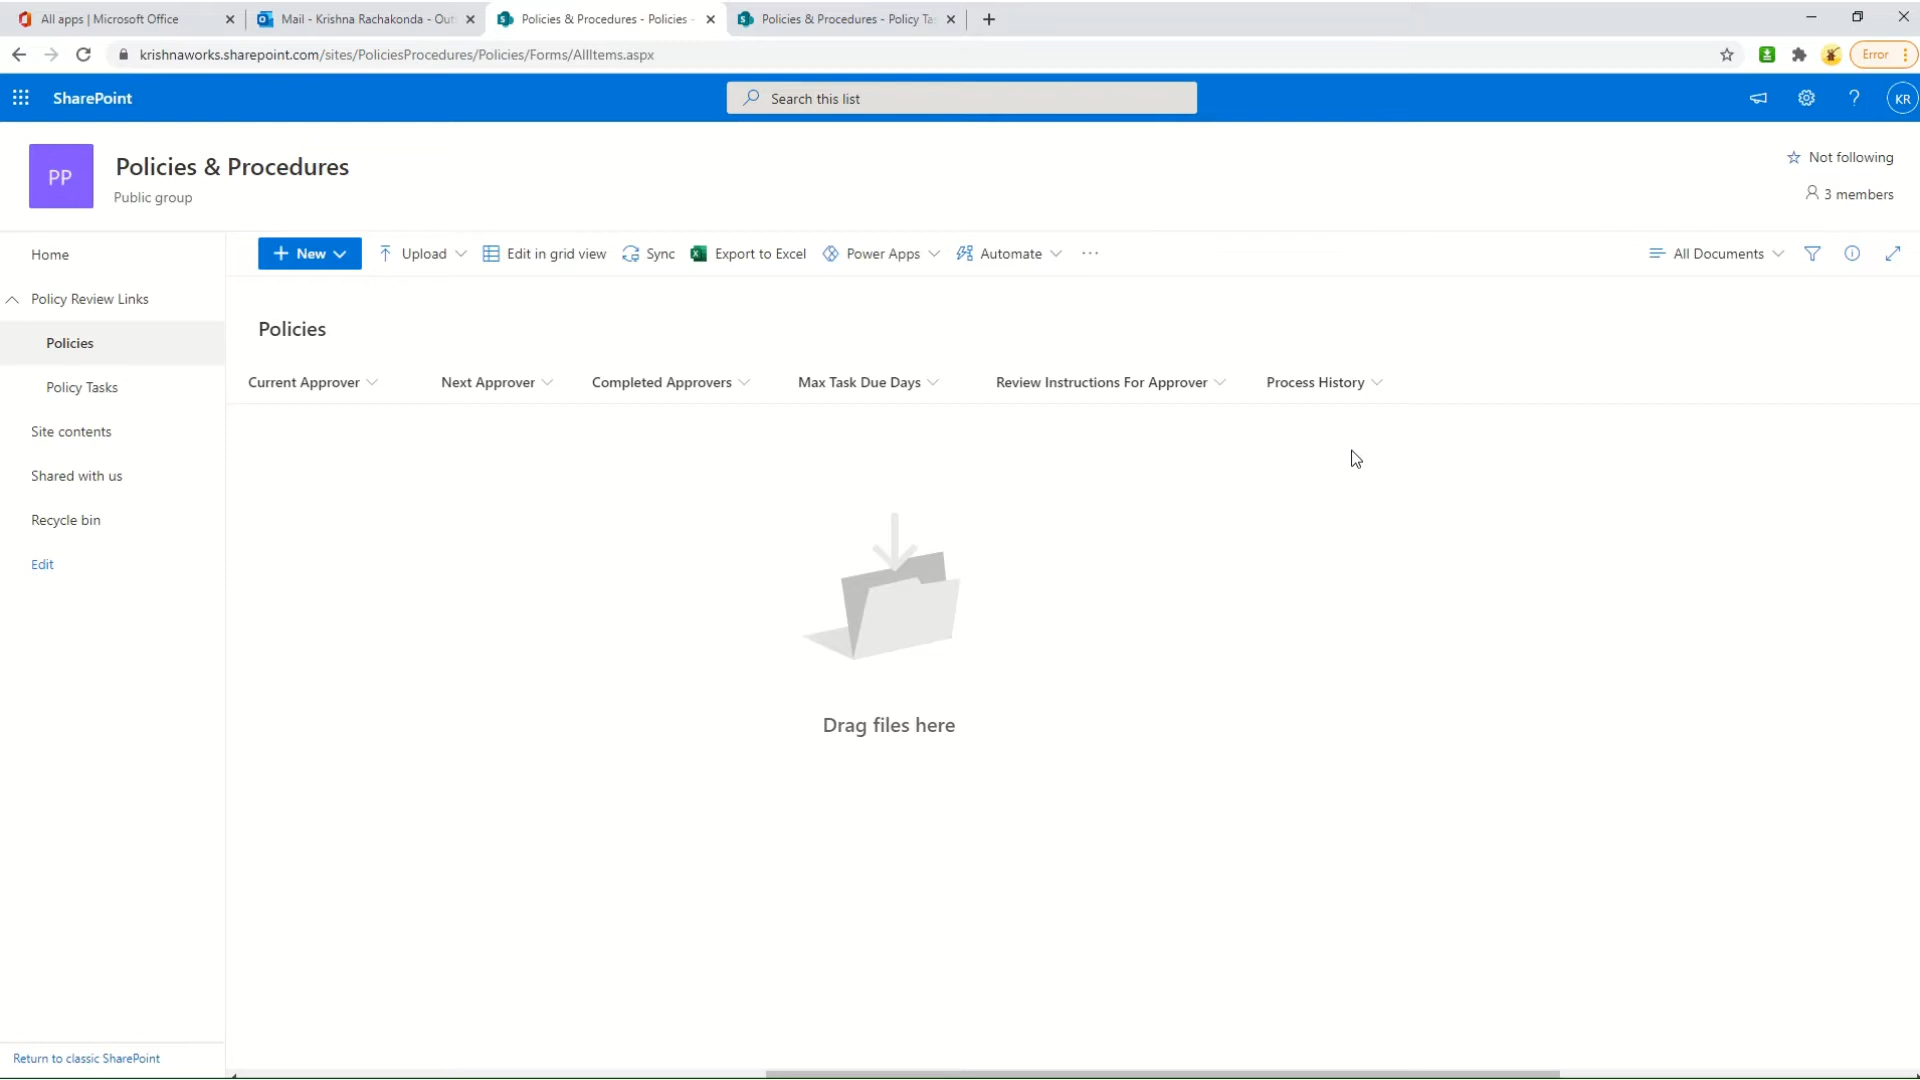 All apps | Microsoft Office
Mail - Krishna Rachakonda - Out
Policies & Procedures - Policies -
Policies & Procedures - Policy Ta
krishnaworks.sharepoint.com/sites/PoliciesProcedures/Policies/Forms/AllItems.aspx
Error
SharePoint
Search this list
KR
PP
Policies & Procedures
Public group
Not following
3 members
Home
Policy Review Links
Policies
Policy Tasks
Site contents
Shared with us
Recycle bin
Edit
Return to classic SharePoint
New
Upload
Edit in grid view
Sync
Export to Excel
Power Apps
Automate
All Documents
Policies
Current Approver
Next Approver
Completed Approvers
Max Task Due Days
Review Instructions For Approver
Process History
Drag files here